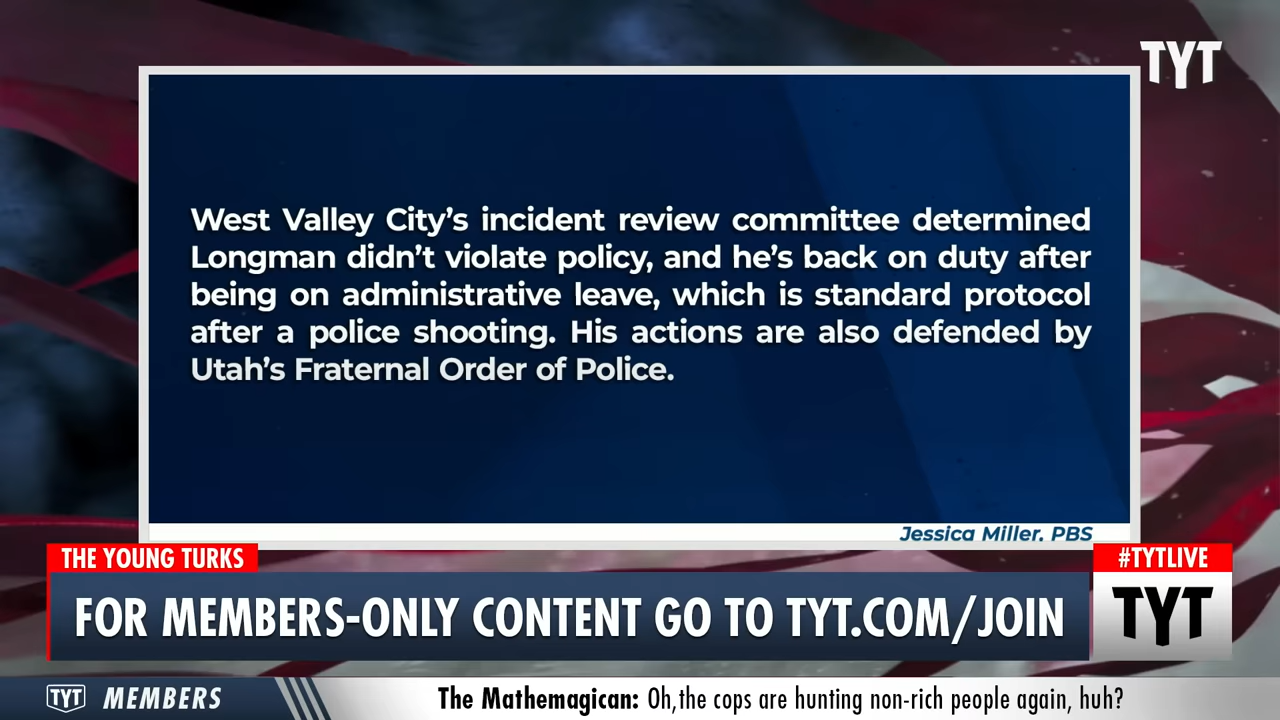 TYT
West Valley City's incident review committee determined
Longman didn't violate policy, and he's back on duty after
being on administrative leave, which is standard protocol
after a police shooting. His actions are also defended by
Utah's Fraternal Order of Police.
Jessica Miller, PBS
THE YOUNG TURKS
#TYTLIVE
FOR MEMBERS-ONLY CONTENT GO TO TYT.COM/JOIN
TYT
TYT MEMBERS
The Mathemagican: Oh,the cops are hunting non-rich people again, huh?